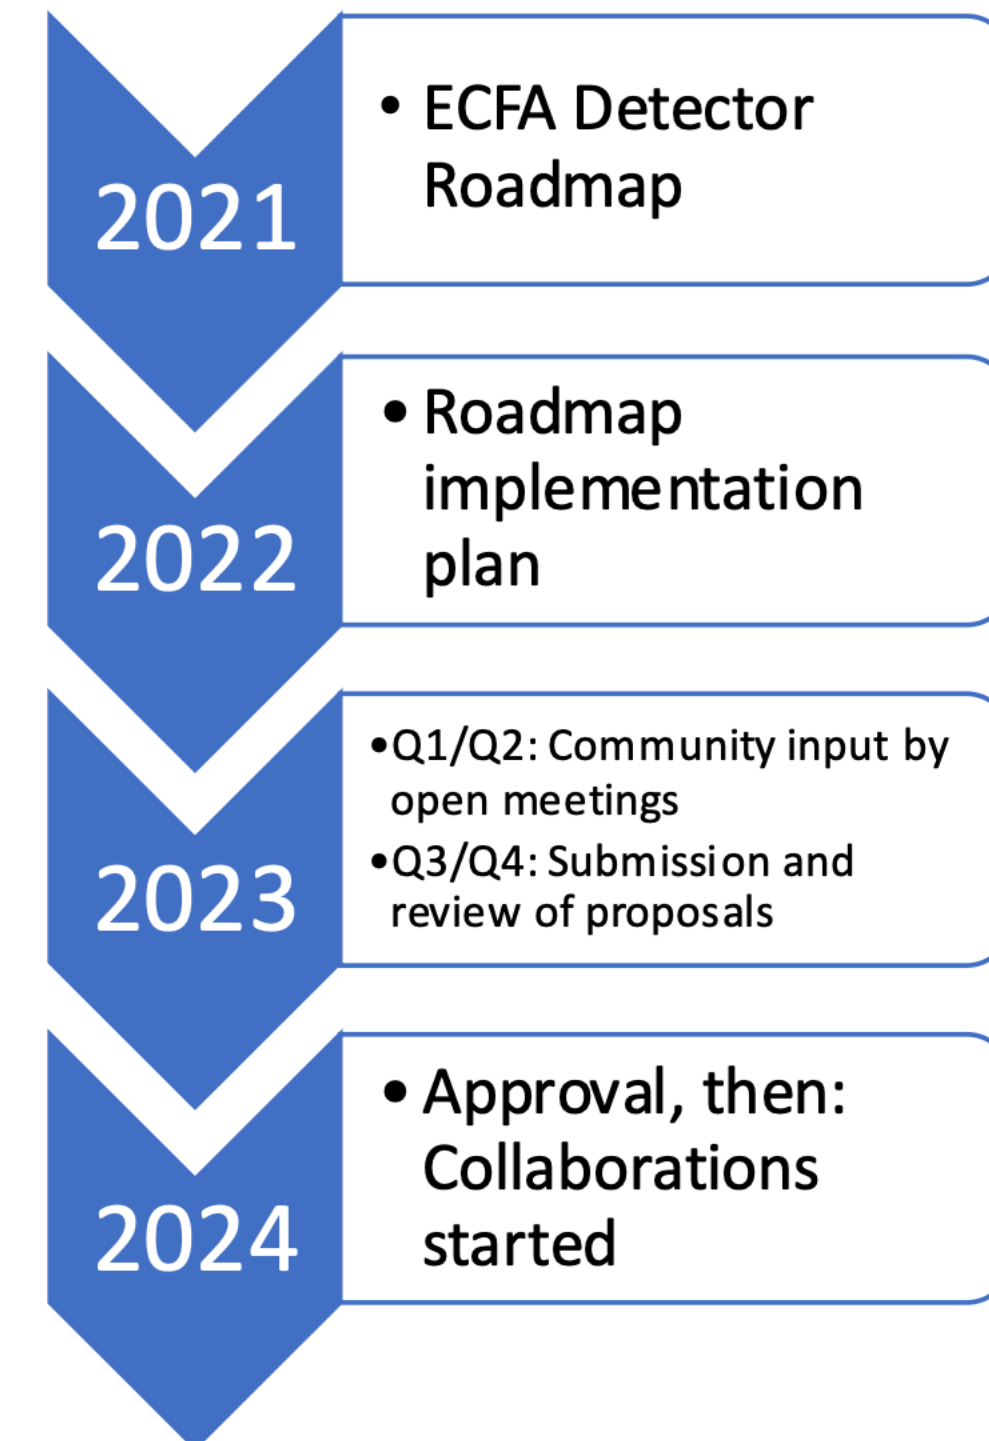 2021
• ECFA Detector
Roadmap
2022
• Roadmap
implementation
plan
2023
•Q1/Q2: Community input by
open meetings
•Q3/Q4: Submission and
review of proposals
2024
• Approval, then:
Collaborations
started